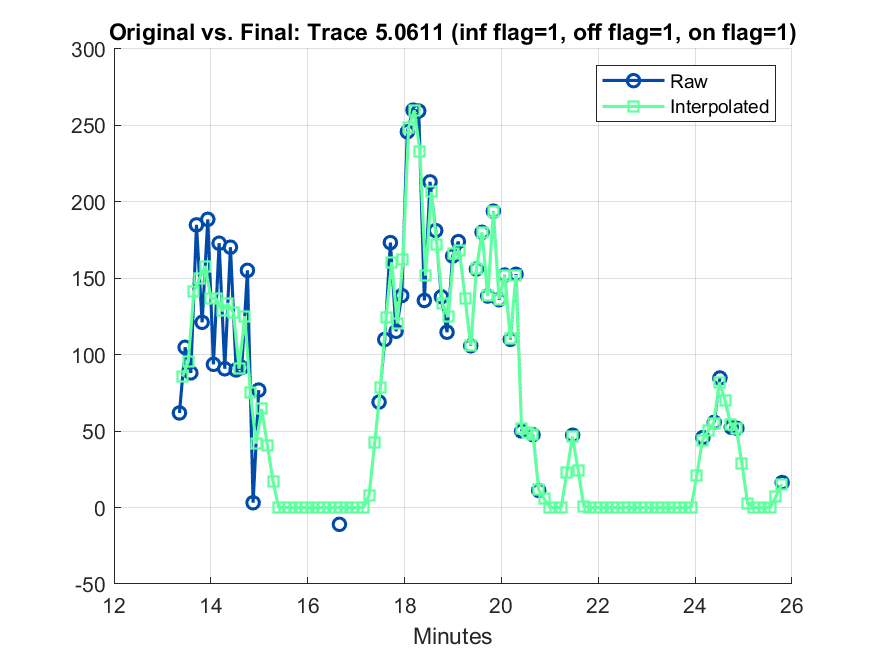 Original vs. Final: Trace 5.0611 (inf flag=1, off flag=1, on flag=1)
300
250
200
150
100
50
0
-50
Raw
Interpolated
12 14 16 18 20 22 24 26
Minutes